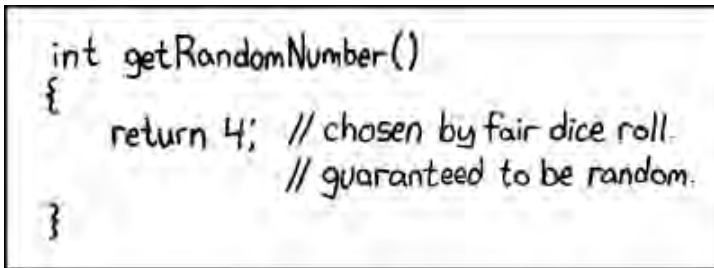 int getRandomNumber()
{
return 4; // chosen by fair dice roll.
// guaranteed to be random.
}